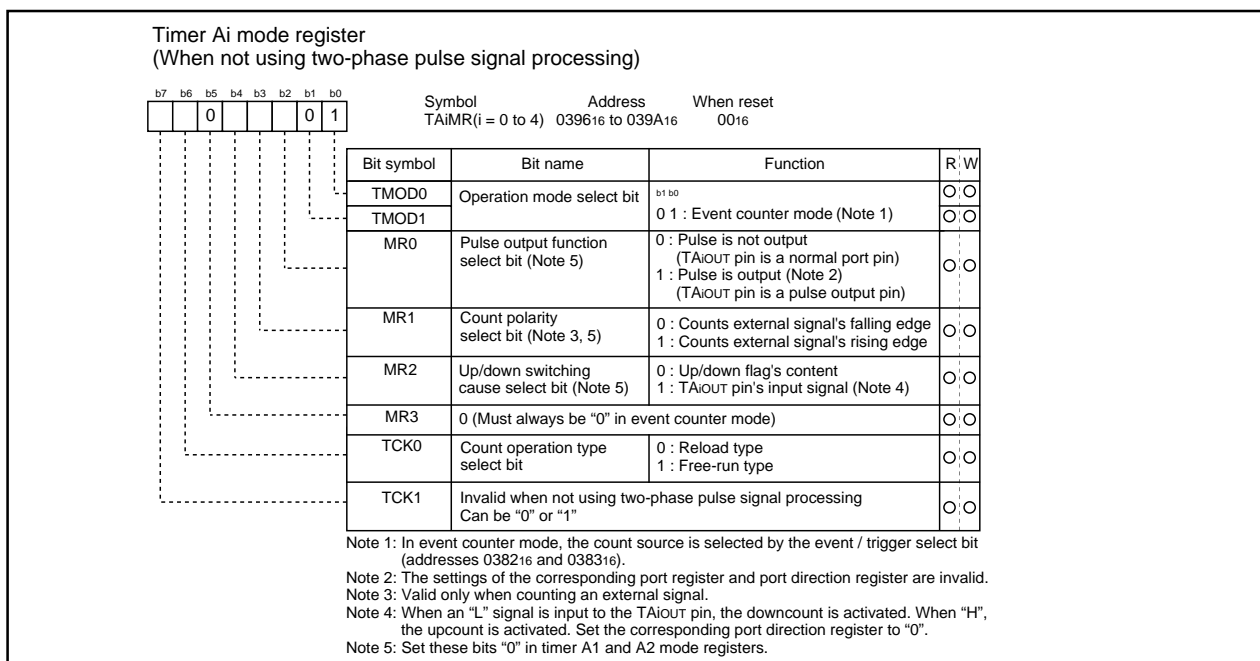 Timer Ai mode register
(When not using two-phase pulse signal processing)
b7 b6 b5 b4 b3 b2 b1 b0
0 0 1
Symbol Address When reset
TAiMR(i = 0 to 4) 039616 to 039A16 0016
Bit symbol Bit name Function R W
TMOD0 Operation mode select bit b1 b0
TMOD1 0 1 : Event counter mode (Note 1)
MR0 Pulse output function 0 : Pulse is not output
select bit (Note 5) (TAiOUT pin is a normal port pin)
1 : Pulse is output (Note 2)
(TAiOUT pin is a pulse output pin)
MR1 Count polarity 0 : Counts external signal's falling edge
select bit (Note 3, 5) 1 : Counts external signal's rising edge
MR2 Up/down switching 0 : Up/down flag's content
cause select bit (Note 5) 1 : TAiOUT pin's input signal (Note 4)
MR3 0 (Must always be “0” in event counter mode)
TCK0 Count operation type 0 : Reload type
select bit 1 : Free-run type
TCK1 Invalid when not using two-phase pulse signal processing
Can be “0” or “1”
Note 1: In event counter mode, the count source is selected by the event / trigger select bit
(addresses 038216 and 038316).
Note 2: The settings of the corresponding port register and port direction register are invalid.
Note 3: Valid only when counting an external signal.
Note 4: When an “L” signal is input to the TAiOUT pin, the downcount is activated. When “H”,
the upcount is activated. Set the corresponding port direction register to “0”.
Note 5: Set these bits “0” in timer A1 and A2 mode registers.